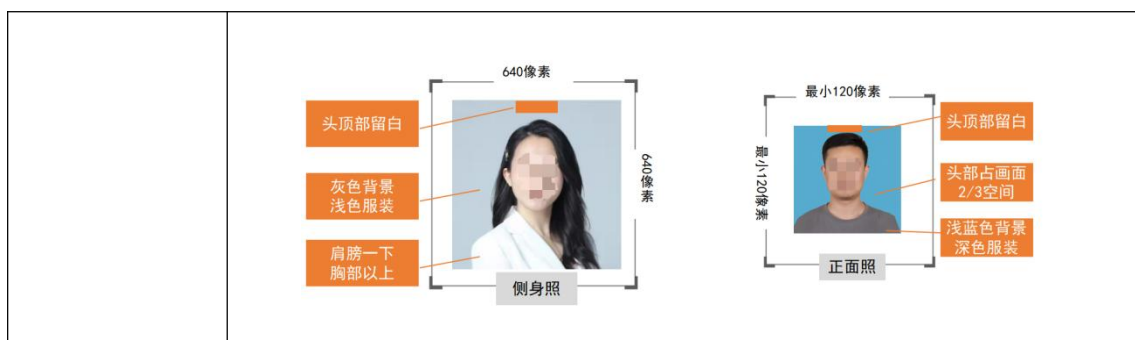 640像素
头顶部留白
灰色背景
浅色服装
肩膀一下
胸部以上
640像素
侧身照
最小120像素
最小120像素
头顶部留白
头部占画面
2/3空间
浅蓝色背景
深色服装
正面照